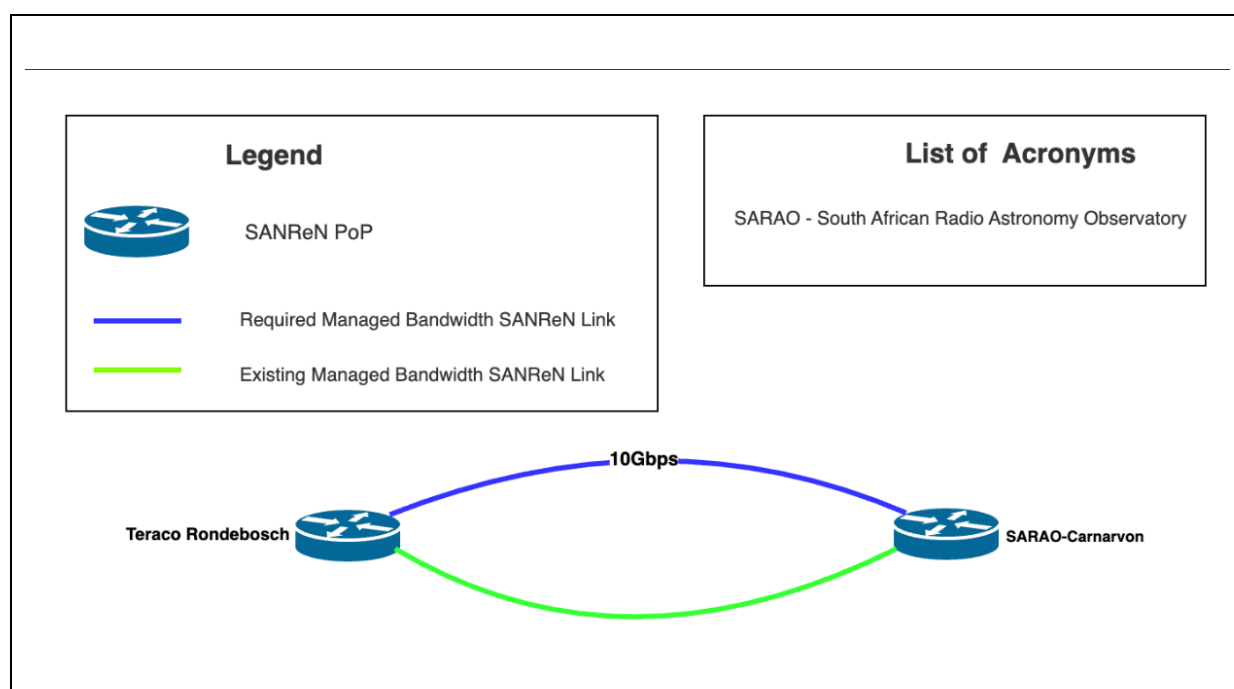 Legend
SANReN PoP
Required Managed Bandwidth SANReN Link
Existing Managed Bandwidth SANReN Link
List of Acronyms
SARAO - South African Radio Astronomy Observatory
10Gbps
Teraco Rondebosch
SARAO-Carnarvon